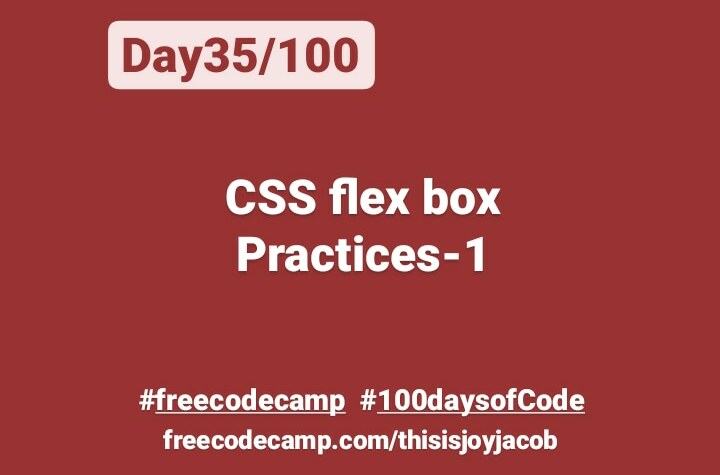 Day35/100
CSS flex box
Practices-1
#freecodecamp #100daysofCode
freecodecamp.com/thisisjoyjacob